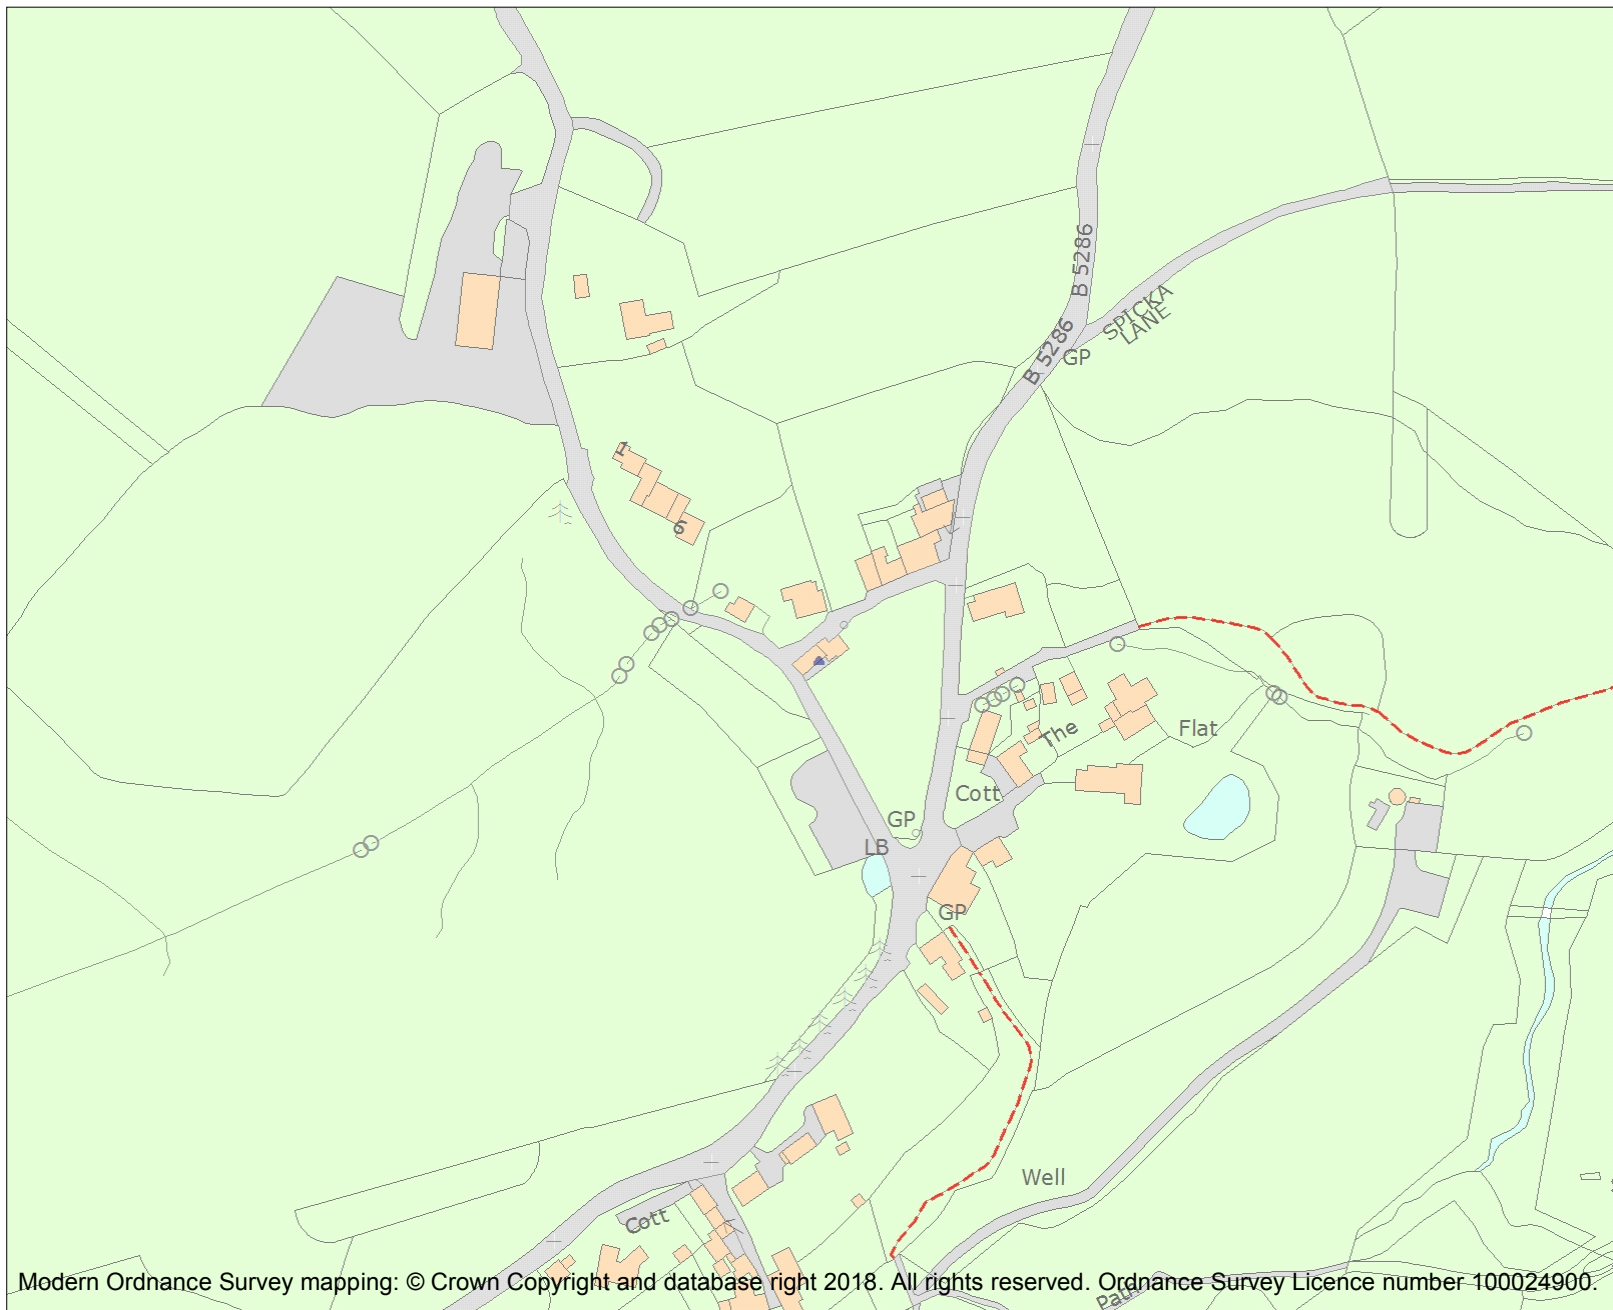 B 5286
SPICKA
LANE
B 5286
GP
1
6
The
Flat
Cott
GP
LB
GP
Well
Cott
Path
Modern Ordnance Survey mapping: © Crown Copyright and database right 2018. All rights reserved. Ordnance Survey Licence number 100024900.